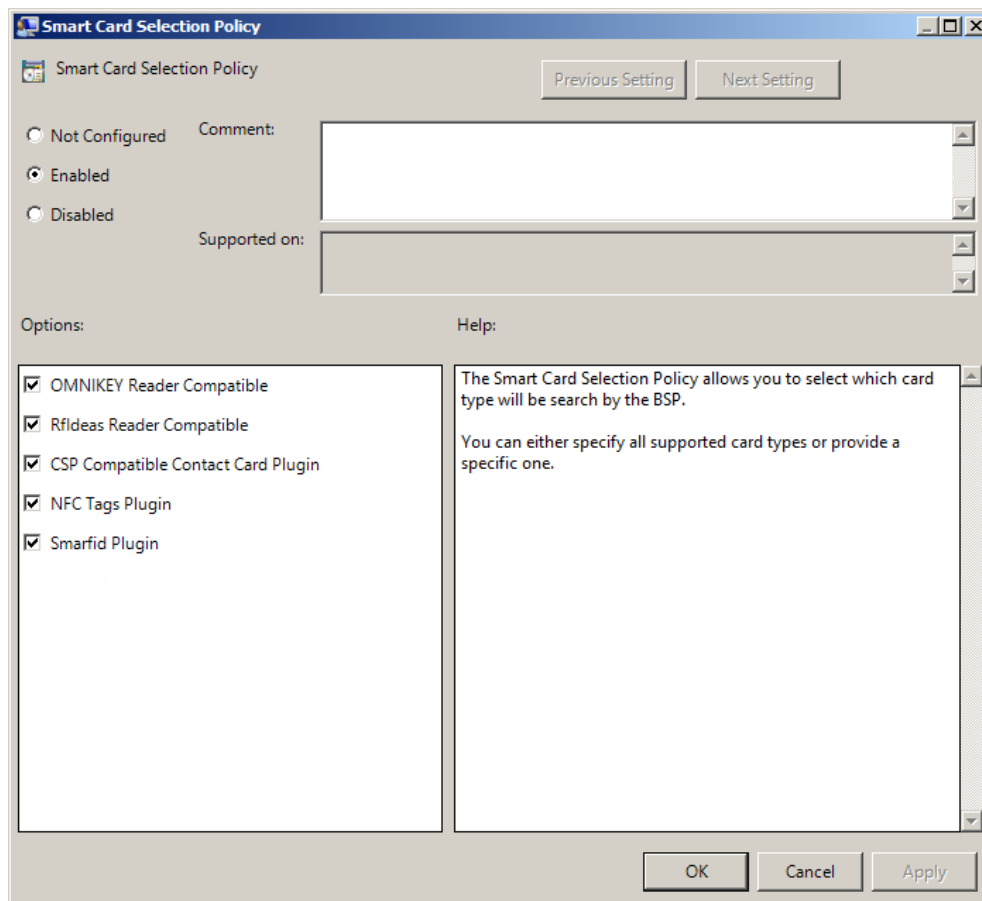 Smart Card Selection Policy
Smart Card Selection Policy
Previous Setting
Next Setting
Not Configured
Comment:
Enabled
Disabled
Supported on:
Options:
Help:
OMNIKEY Reader Compatible
RfIdeas Reader Compatible
CSP Compatible Contact Card Plugin
NFC Tags Plugin
Smarfid Plugin
The Smart Card Selection Policy allows you to select which card
type will be search by the BSP.
You can either specify all supported card types or provide a
specific one.
OK
Cancel
Apply